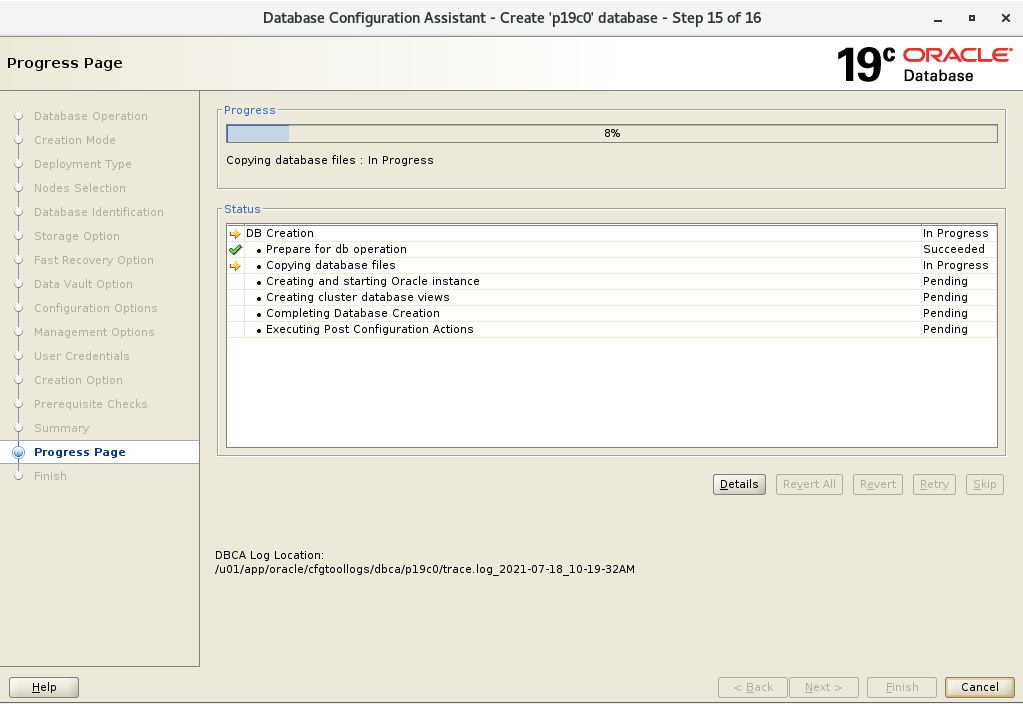 Database Configuration Assistant - Create 'p19c0' database - Step 15 of 16
Progress Page
19c ORACLE
Database
Database Operation
Creation Mode
Deployment Type
Nodes Selection
Database Identification
Storage Option
Fast Recovery Option
Data Vault Option
Configuration Options
Management Options
User Credentials
Creation Option
Prerequisite Checks
Summary
Progress Page
Finish
Progress
8%
Copying database files : In Progress
Status
DB Creation In Progress
• Prepare for db operation Succeeded
• Copying database files In Progress
• Creating and starting Oracle instance Pending
• Creating cluster database views Pending
• Completing Database Creation Pending
• Executing Post Configuration Actions Pending
Details Revert All Revert Retry Skip
DBCA Log Location:
/u01/app/oracle/cfgtoollogs/dbca/p19c0/trace.log_2021-07-18_10-19-32AM
Help < Back Next > Finish Cancel